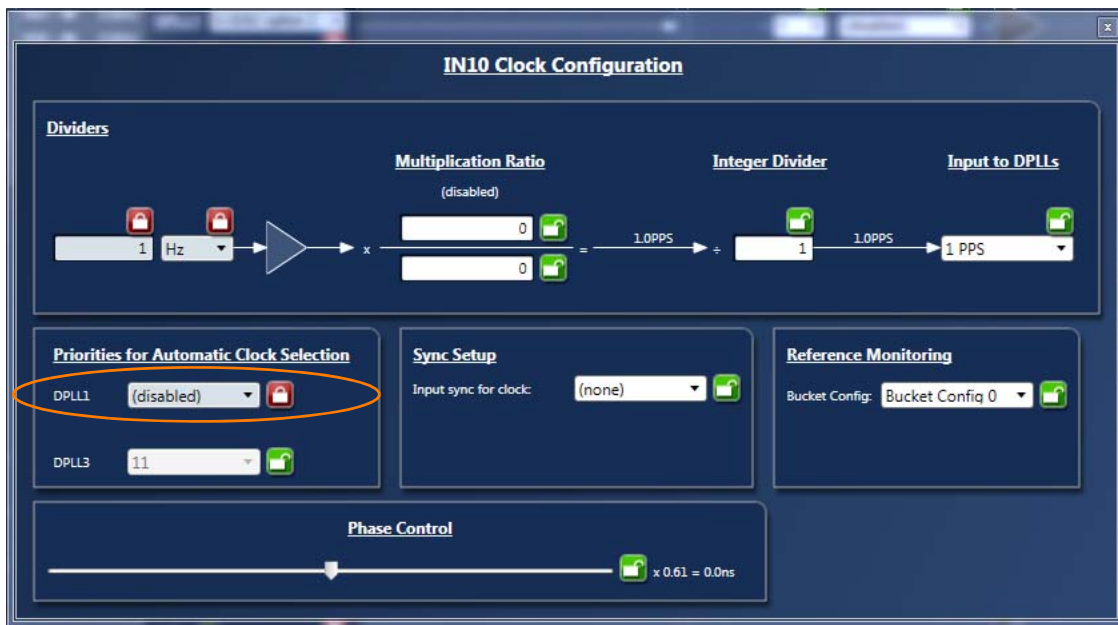 x
IN10 Clock Configuration
Dividers
Multiplication Ratio
Integer Divider
Input to DPLLs
(disabled)
1 Hz x 0 = 1.0PPS ÷ 1 1.0PPS 1 PPS
0
Priorities for Automatic Clock Selection
DPLL1 (disabled)
DPLL3 11
Sync Setup
Input sync for clock: (none)
Reference Monitoring
Bucket Config: Bucket Config 0
Phase Control
x 0.61 = 0.0ns